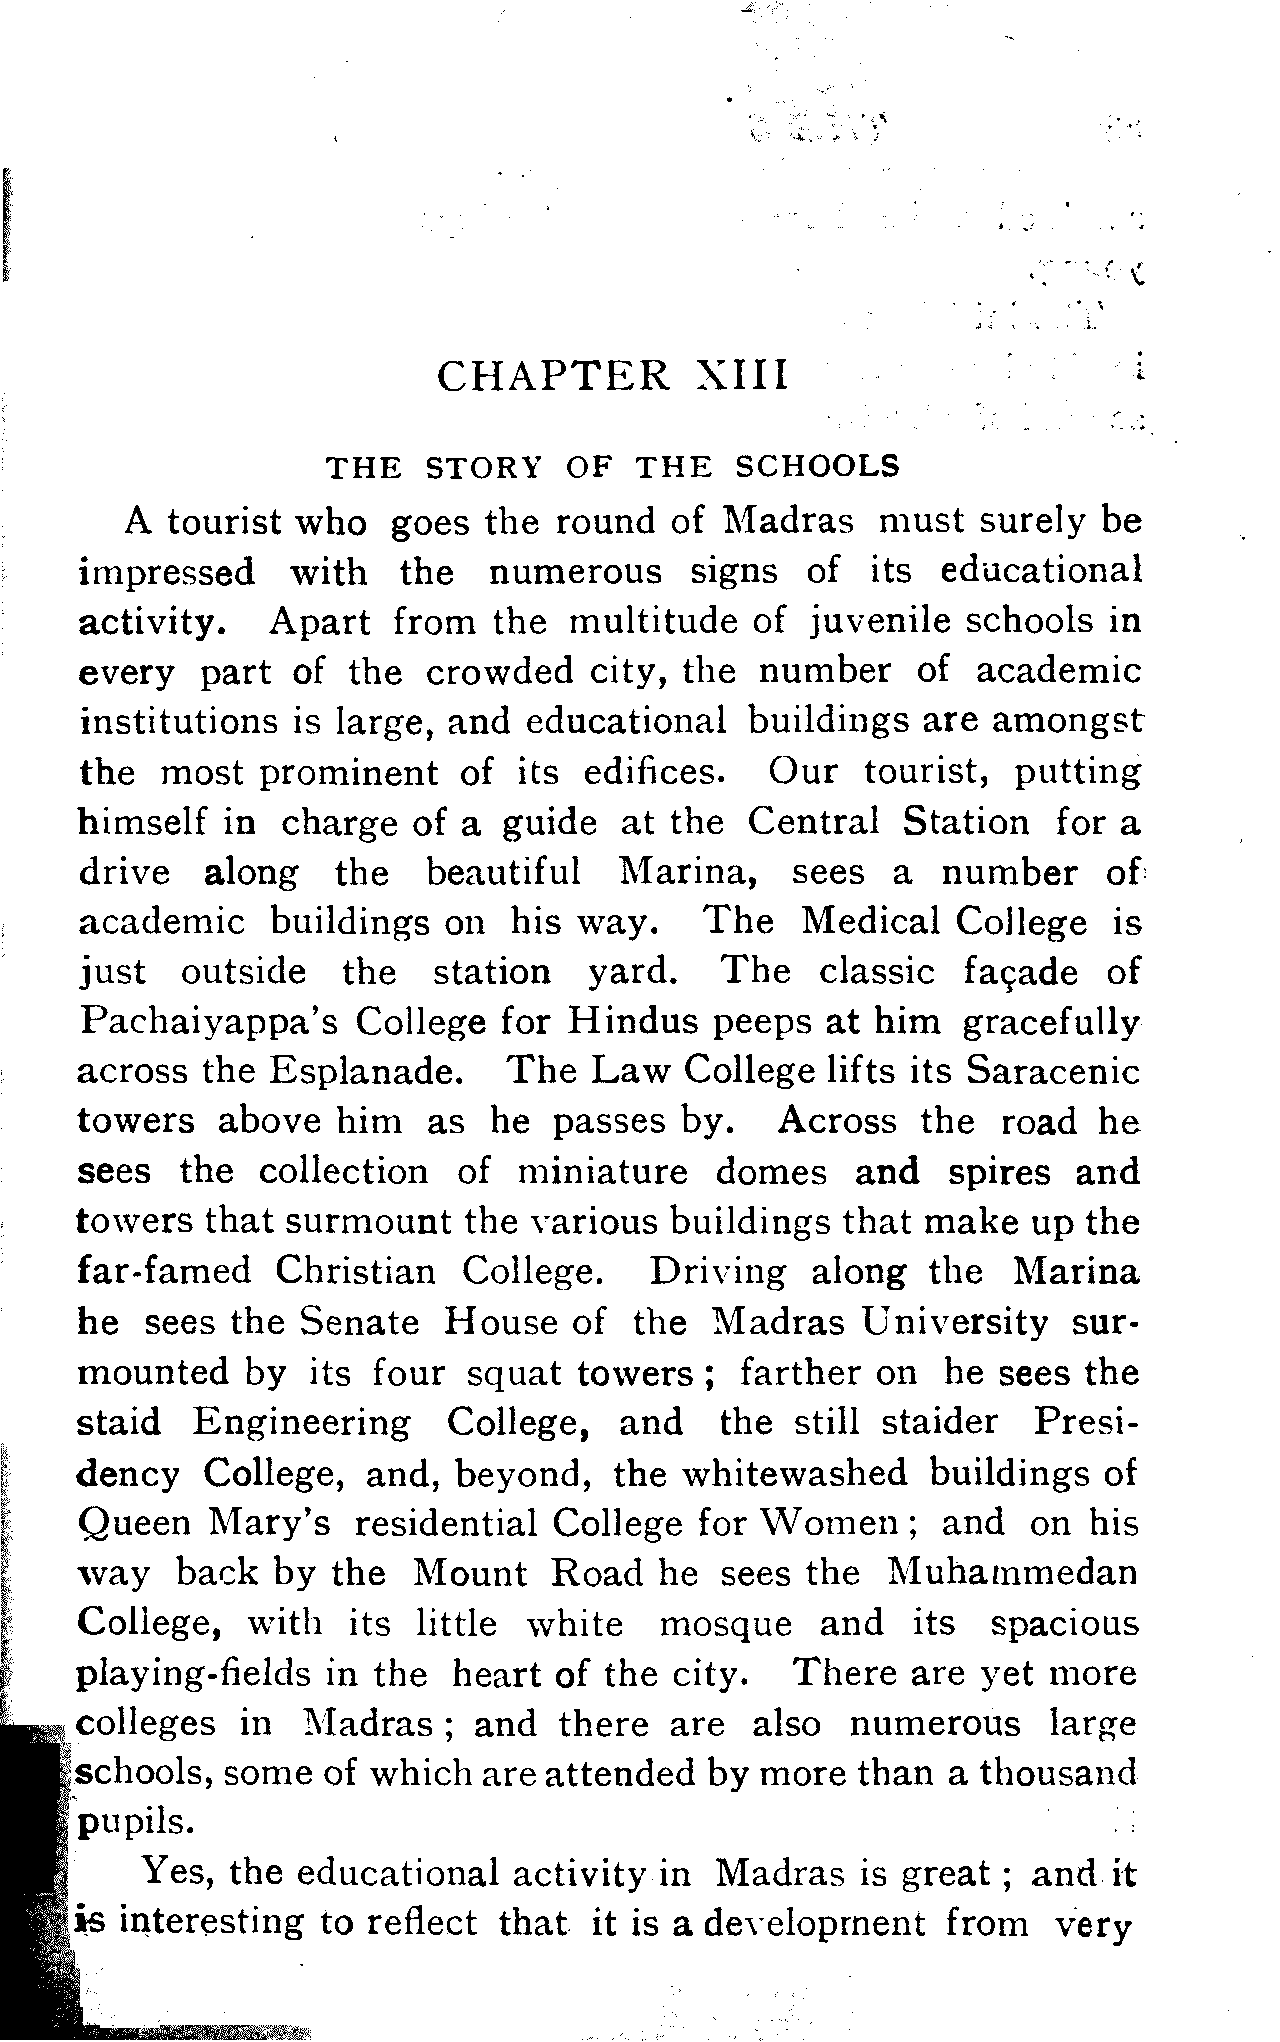 CHAPTER XIII
THE STORY OF THE SCHOOLS
A tourist who goes the round of Madras must surely be
impressed with the numerous signs of its educational
activity. Apart from the multitude of juvenile schools in
every part of the crowded city, the number of academic
institutions is large, and educational buildings are amongst
the most prominent of its edifices. Our tourist, putting
himself in charge of a guide at the Central Station for a
drive along the beautiful Marina, sees a number of
academic buildings on his way. The Medical College is
just outside the station yard. The classic façade of
Pachaiyappa's College for Hindus peeps at him gracefully
across the Esplanade. The Law College lifts its Saracenic
towers above him as he passes by. Across the road he
sees the collection of miniature domes and spires and
towers that surmount the various buildings that make up the
far-famed Christian College. Driving along the Marina
he sees the Senate House of the Madras University sur-
mounted by its four squat towers ; farther on he sees the
staid Engineering College, and the still staider Presi-
dency College, and, beyond, the whitewashed buildings of
Queen Mary's residential College for Women ; and on his
way back by the Mount Road he sees the Muhammedan
College, with its little white mosque and its spacious
playing-fields in the heart of the city. There are yet more
colleges in Madras ; and there are also numerous large
schools, some of which are attended by more than a thousand
pupils.
Yes, the educational activity in Madras is great ; and it
is interesting to reflect that it is a development from very